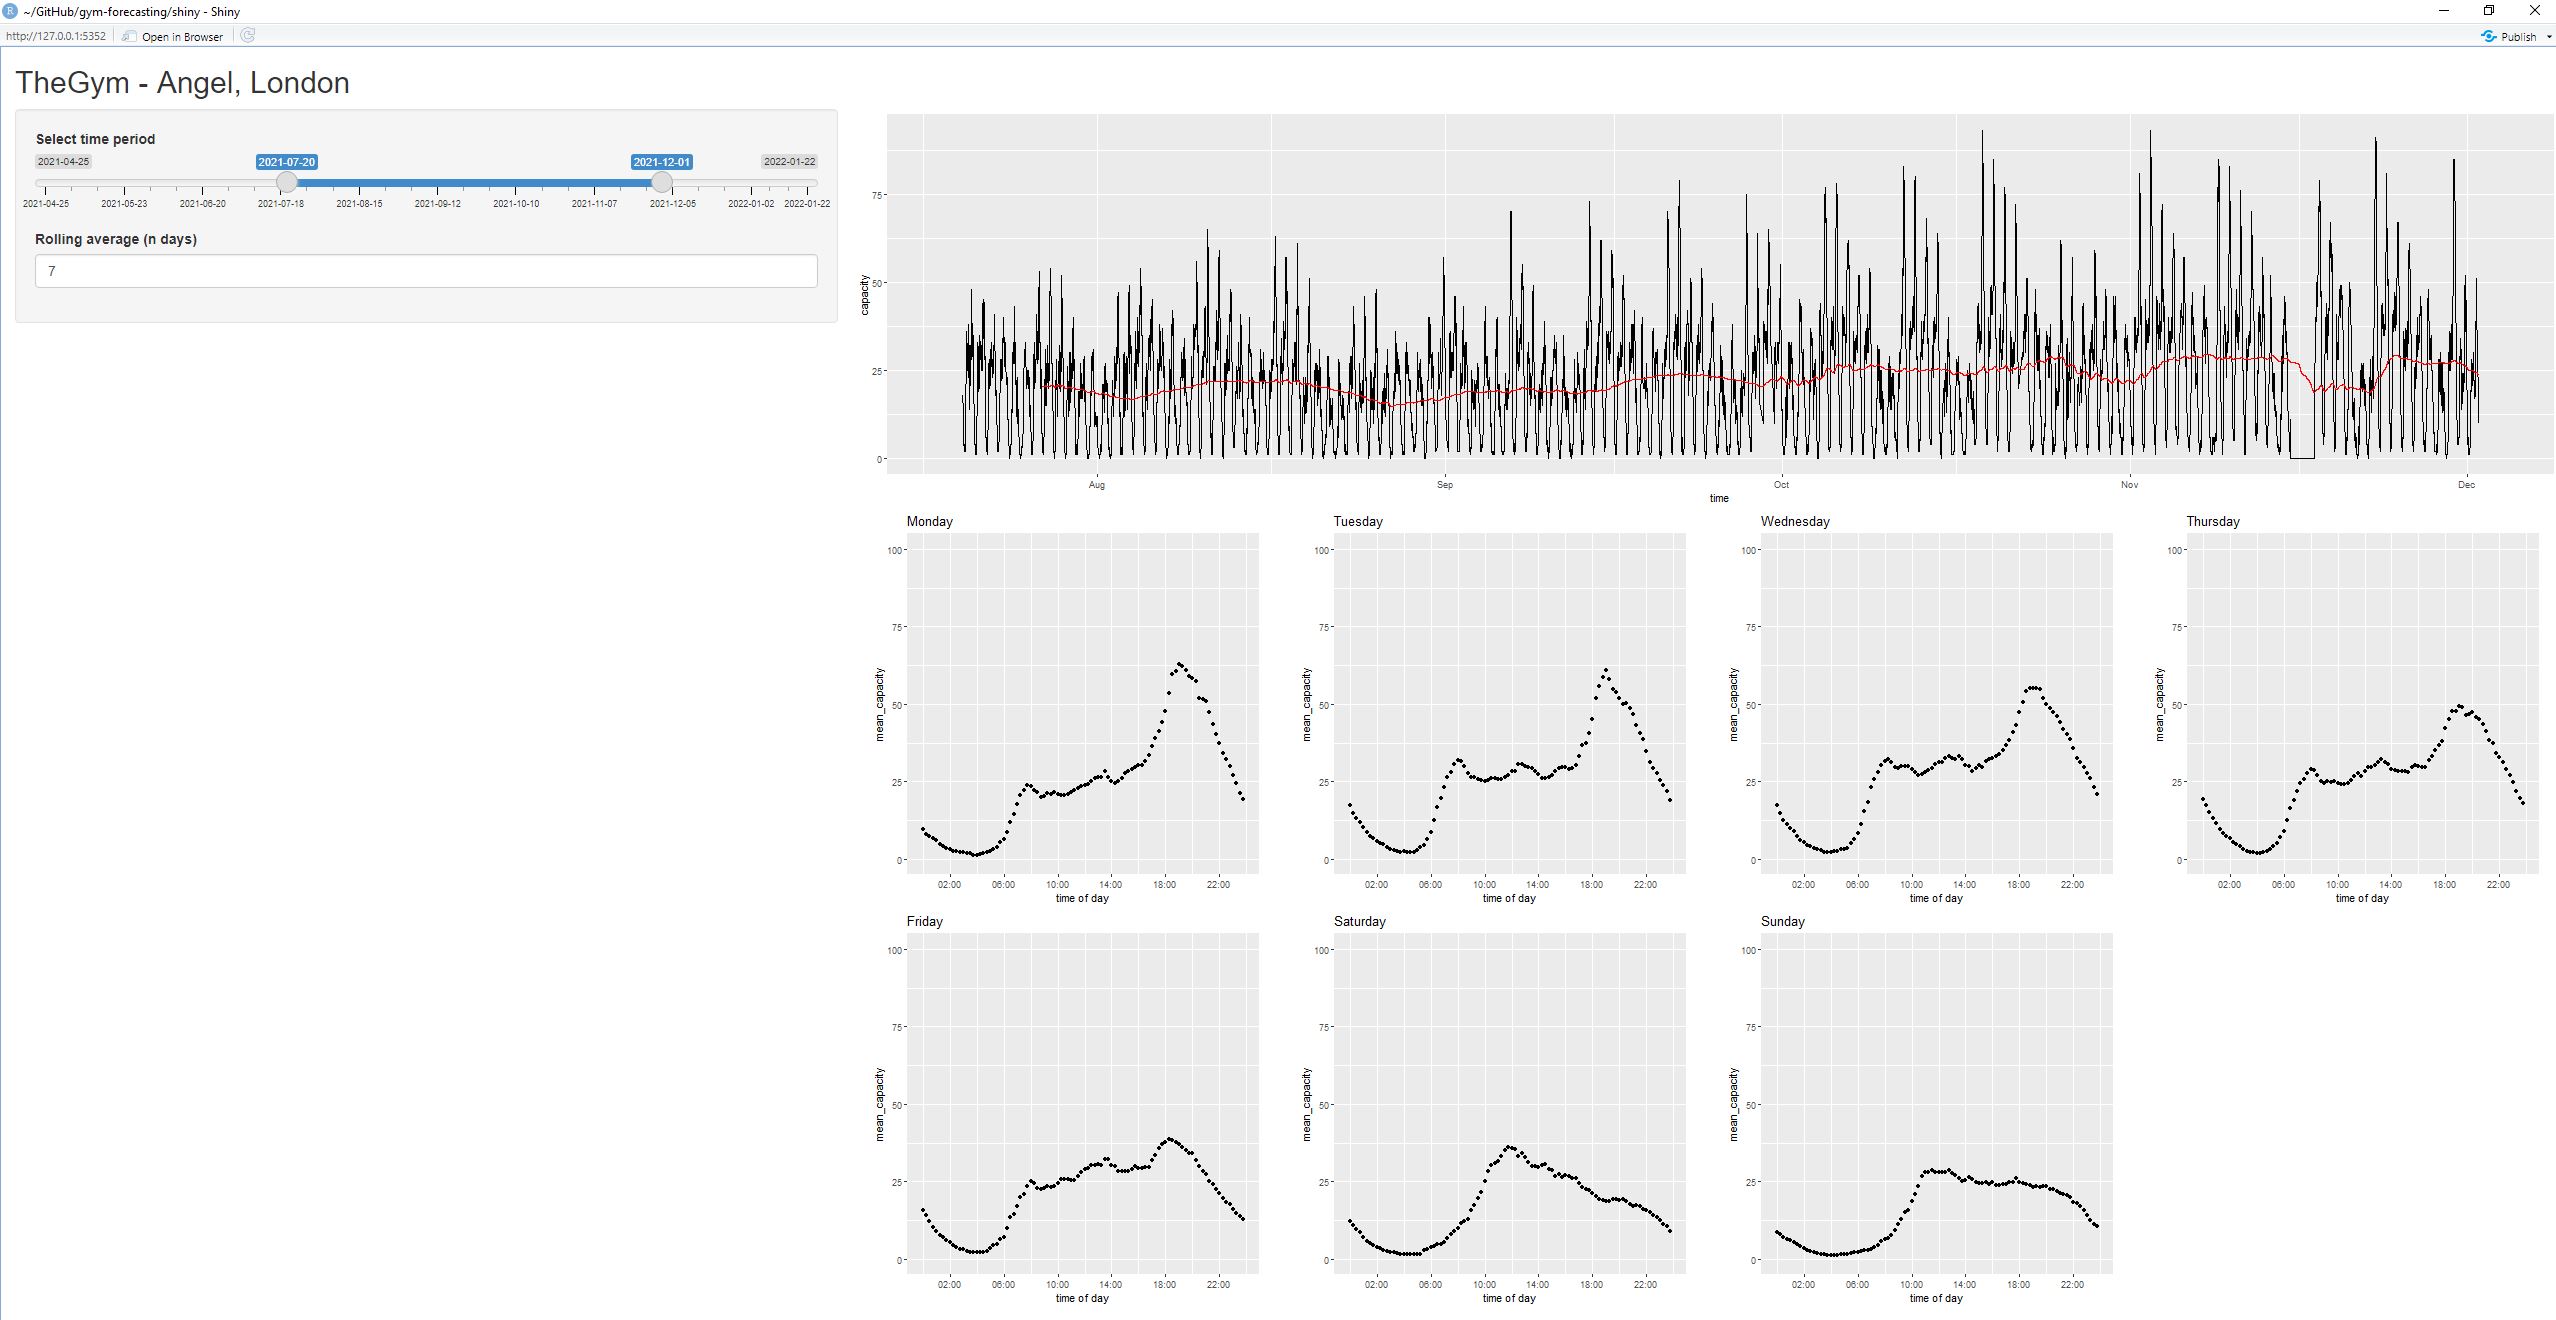 ~/GitHub/gym-forecasting/shiny - Shiny
http://127.0.0.1:5352 Open in Browser Publish
TheGym - Angel, London
Select time period
2021-04-25 2021-07-20 2021-12-01 2022-01-22
2021-04-25 2021-05-23 2021-06-20 2021-07-18 2021-08-15 2021-09-12 2021-10-10 2021-11-07 2021-12-05 2022-01-02 2022-01-22
Rolling average (n days)
7
75
50
25
0
capacity
Aug Sep Oct Nov Dec
time
Monday
100
75
50
25
0
mean_capacity
02:00 06:00 10:00 14:00 18:00 22:00
time of day
Tuesday
100
75
50
25
0
mean_capacity
02:00 06:00 10:00 14:00 18:00 22:00
time of day
Wednesday
100
75
50
25
0
mean_capacity
02:00 06:00 10:00 14:00 18:00 22:00
time of day
Thursday
100
75
50
25
0
mean_capacity
02:00 06:00 10:00 14:00 18:00 22:00
time of day
Friday
100
75
50
25
0
mean_capacity
02:00 06:00 10:00 14:00 18:00 22:00
time of day
Saturday
100
75
50
25
0
mean_capacity
02:00 06:00 10:00 14:00 18:00 22:00
time of day
Sunday
100
75
50
25
0
mean_capacity
02:00 06:00 10:00 14:00 18:00 22:00
time of day